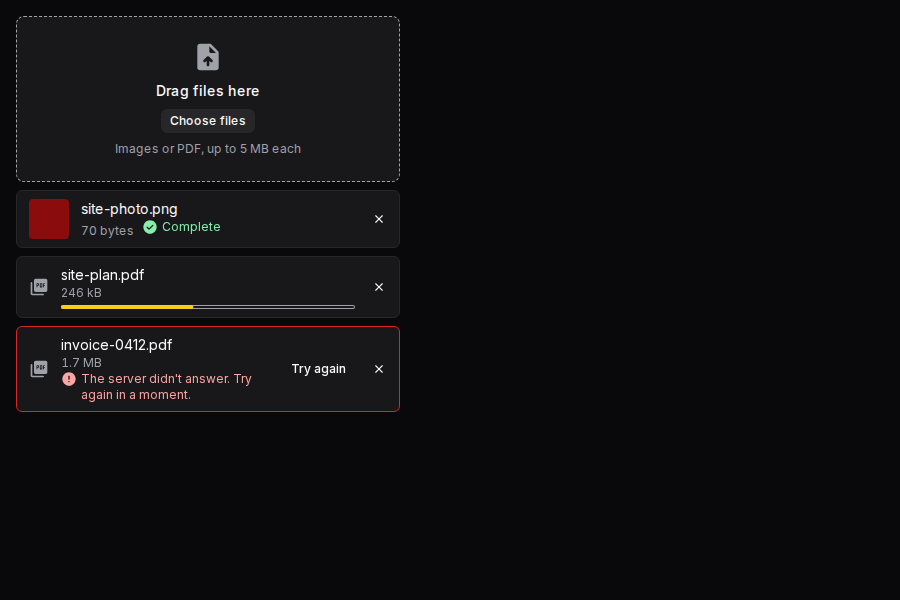 Drag files here
Choose files
Images or PDF, up to 5 MB each
site-photo.png
70 bytes Complete
PDF
site-plan.pdf
246 kB
invoice-0412.pdf
1.7 MB
PDF
The server didn't answer. Try
again in a moment.
Try again